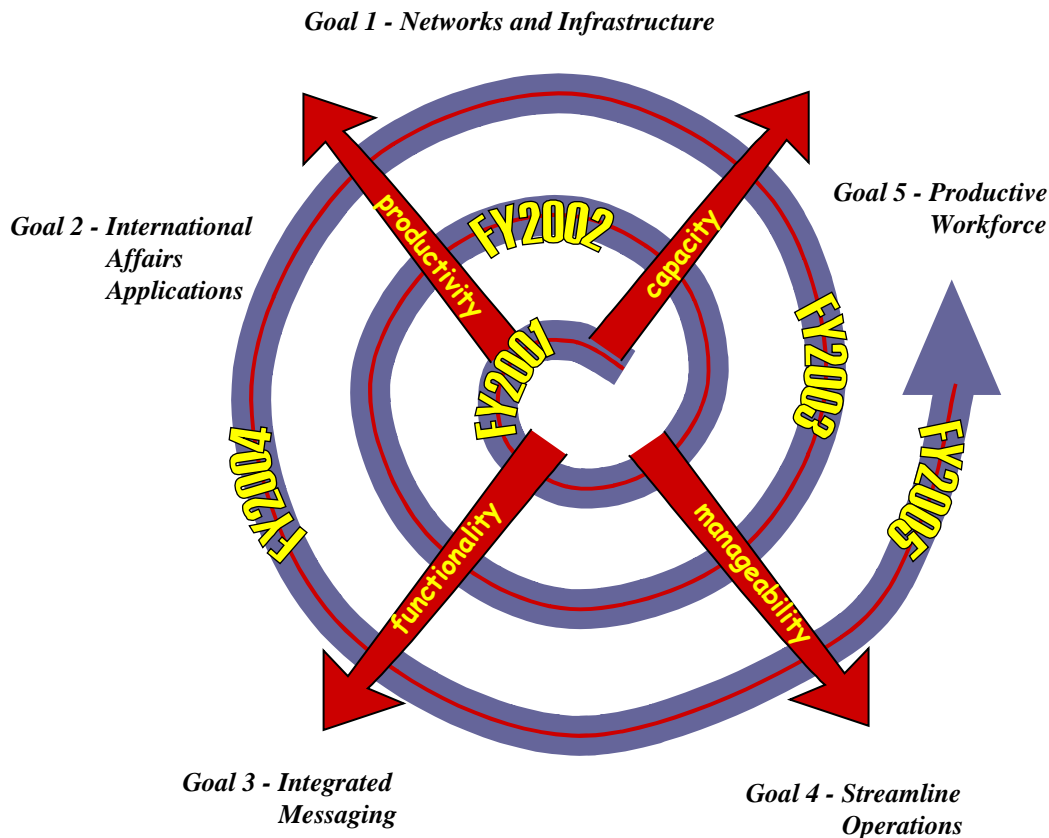 Goal 1 - Networks and Infrastructure
Goal 5 - Productive
Workforce
Goal 2 - International
Affairs
Applications
productivity
FY2002
capacity
FY2001
FY2003
FY2004
FY2005
functionality
manageability
Goal 3 - Integrated
Messaging
Goal 4 - Streamline
Operations